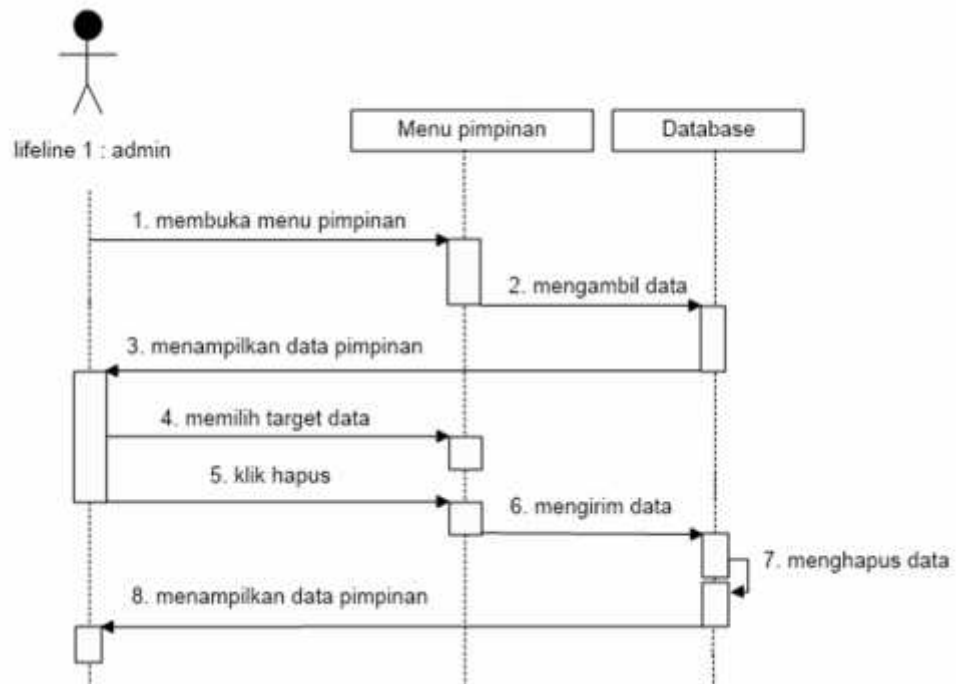 Menu pimpinan
Database
lifeline 1 : admin
1. membuka menu pimpinan
2. mengambil data
3. menampilkan data pimpinan
4. memilih target data
5. klik hapus
6. mengirim data
7. menghapus data
8. menampilkan data pimpinan